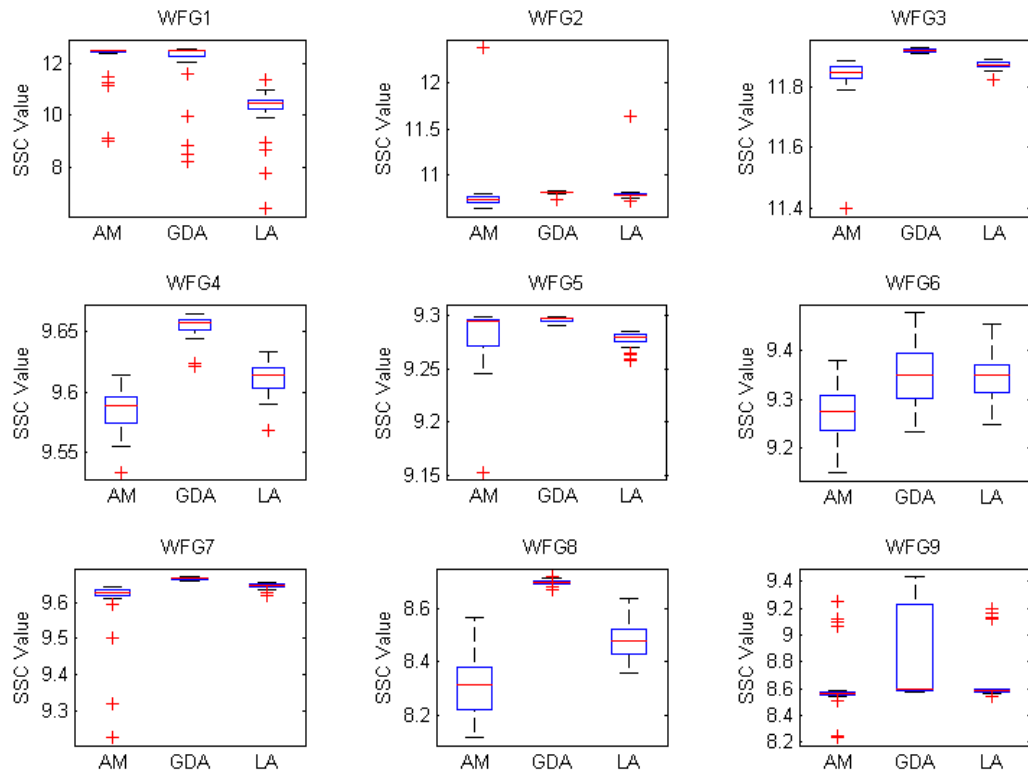 WFG1
SSC Value
12
10
8
AM GDA LA
WFG2
SSC Value
12
11.5
11
AM GDA LA
WFG3
SSC Value
11.8
11.6
11.4
AM GDA LA
WFG4
SSC Value
9.65
9.6
9.55
AM GDA LA
WFG5
SSC Value
9.3
9.25
9.2
9.15
AM GDA LA
WFG6
SSC Value
9.4
9.3
9.2
AM GDA LA
WFG7
SSC Value
9.6
9.5
9.4
9.3
AM GDA LA
WFG8
SSC Value
8.6
8.4
8.2
AM GDA LA
WFG9
SSC Value
9.4
9.2
9
8.8
8.6
8.4
8.2
AM GDA LA